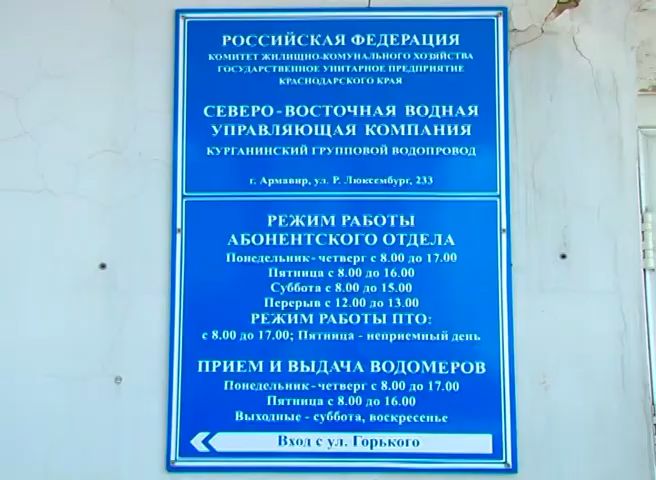 РОССИЙСКАЯ ФЕДЕРАЦИЯ
КОМИТЕТ ЖИЛИЩНО-КОМУНАЛЬНОГО ХОЗЯЙСТВА
ГОСУДАРСТВЕННОЕ УНИТАРНОЕ ПРЕДПРИЯТИЕ
КРАСНОДАРСКОГО КРАЯ
СЕВЕРО-ВОСТОЧНАЯ ВОДНАЯ
УПРАВЛЯЮЩАЯ КОМПАНИЯ
КУРГАНИНСКИЙ ГРУППОВОЙ ВОДОПРОВОД
г. Армавир, ул. Р. Люксембург, 233
РЕЖИМ РАБОТЫ
АБОНЕНТСКОГО ОТДЕЛА
Понедельник-четверг с 8.00 до 17.00
Пятница с 8.00 до 16.00
Суббота с 8.00 до 15.00
Перерыв с 12.00 до 13.00
РЕЖИМ РАБОТЫ ПТО:
с 8.00 до 17.00; Пятница - неприемный день
ПРИЕМ И ВЫДАЧА ВОДОМЕРОВ
Понедельник-четверг с 8.00 до 17.00
Пятница с 8.00 до 16.00
Выходные - суббота, воскресенье
Вход с ул. Горького